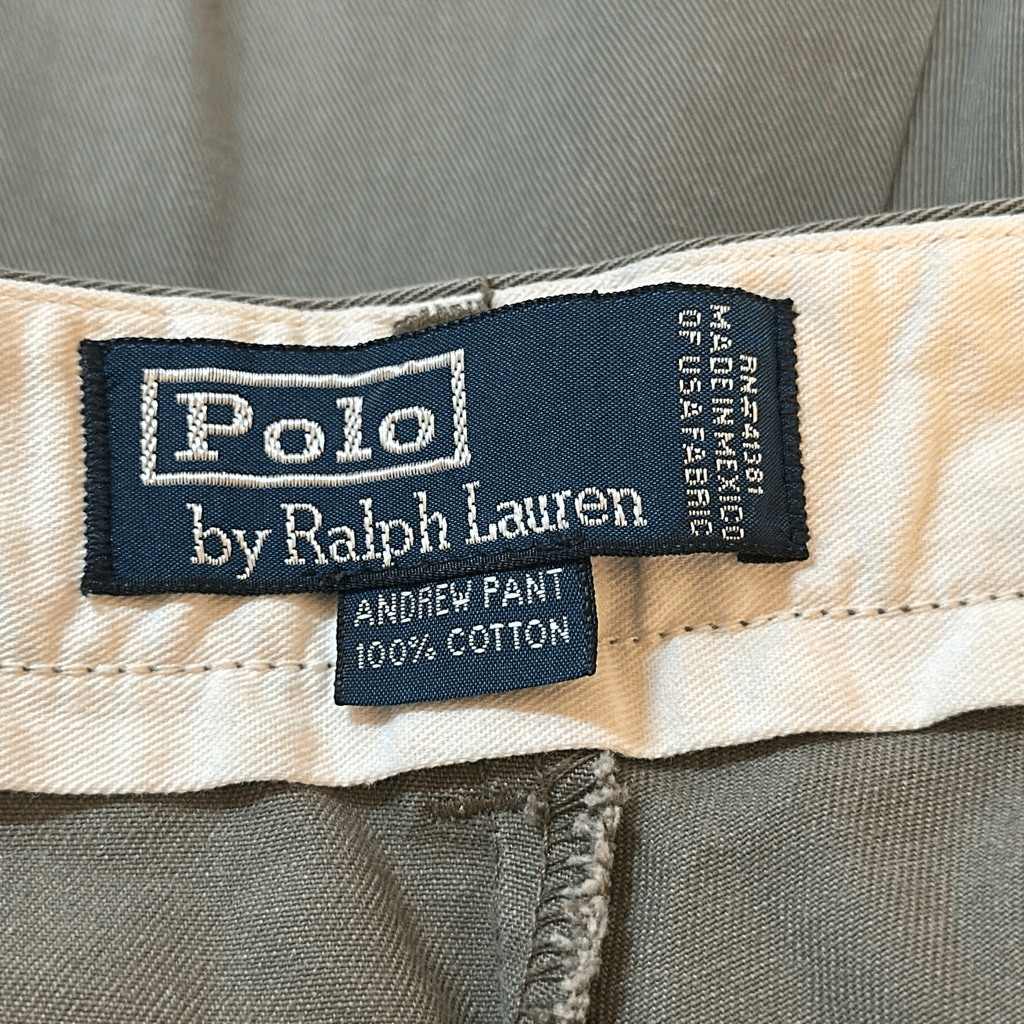 Polo
by Ralph Lauren
ANDREW PANT
100% COTTON
RN#41381
MADE IN MEXICO
OF USA FABRIC